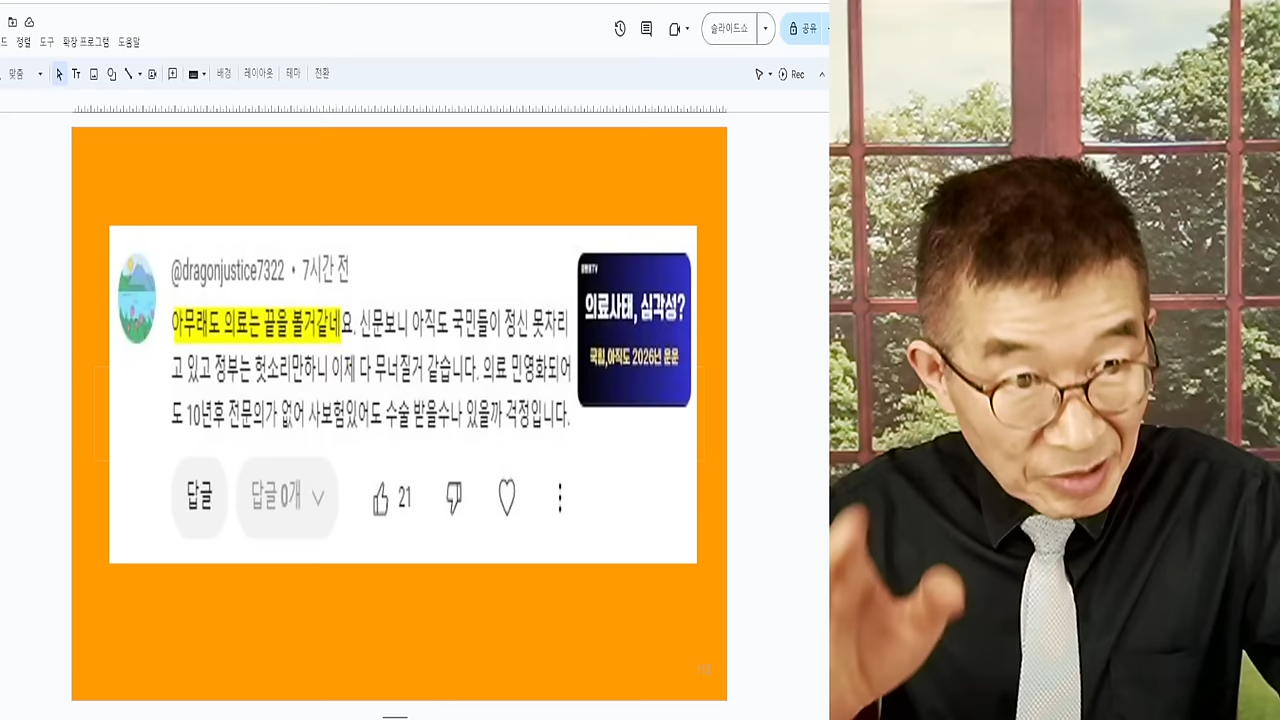 정렬 도구 확장 프로그램 도움말
슬라이드쇼
공유
맞춤
Tr
배경 레이아웃 테마 전환
Rec
@dragonjustice7322 • 7시간 전
아무래도 의료는 끝을 볼거같네요. 신문보니 아직도 국민들이 정신 못차리
고 있고 정부는 헛소리만하니 이제 다 무너질거 같습니다. 의료 민영화되어
도 10년후 전문의가 없어 사보험있어도 수술 받을수나 있을까 걱정입니다.
의료사태, 심각성?
국힘,아직도 2026년 운운
답글
답글 0개
21